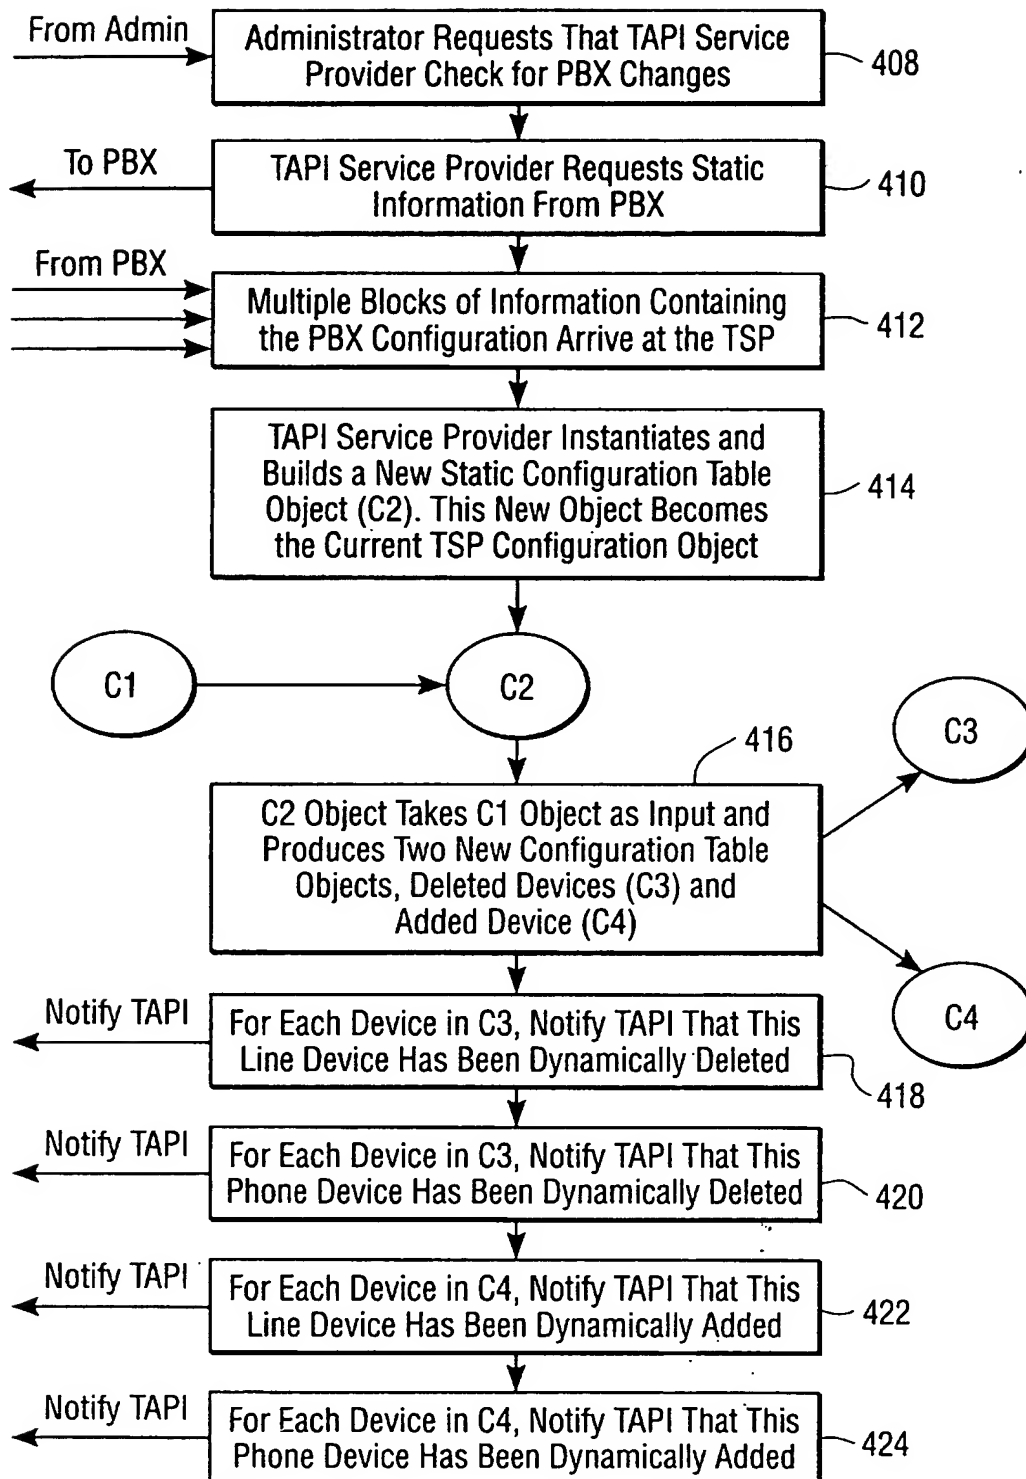 From Admin
Administrator Requests That TAPI Service
Provider Check for PBX Changes
408
To PBX
TAPI Service Provider Requests Static
Information From PBX
410
From PBX
Multiple Blocks of Information Containing
the PBX Configuration Arrive at the TSP
412
TAPI Service Provider Instantiates and
Builds a New Static Configuration Table
Object (C2). This New Object Becomes
the Current TSP Configuration Object
414
C1
C2
C3
416
C2 Object Takes C1 Object as Input and
Produces Two New Configuration Table
Objects, Deleted Devices (C3) and
Added Device (C4)
C4
Notify TAPI
For Each Device in C3, Notify TAPI That This
Line Device Has Been Dynamically Deleted
418
Notify TAPI
For Each Device in C3, Notify TAPI That This
Phone Device Has Been Dynamically Deleted
420
Notify TAPI
For Each Device in C4, Notify TAPI That This
Line Device Has Been Dynamically Added
422
Notify TAPI
For Each Device in C4, Notify TAPI That This
Phone Device Has Been Dynamically Added
424